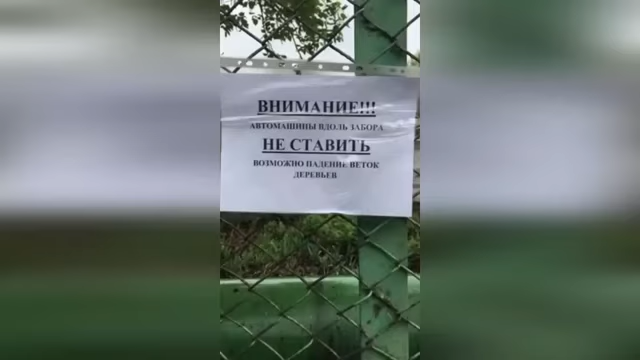 ВНИМАНИЕ!!!
АВТОМАШИНЫ ВДОЛЬ ЗАБОРА
НЕ СТАВИТЬ
ВОЗМОЖНО ПАДЕНИЕ ВЕТОК
ДЕРЕВЬЕВ